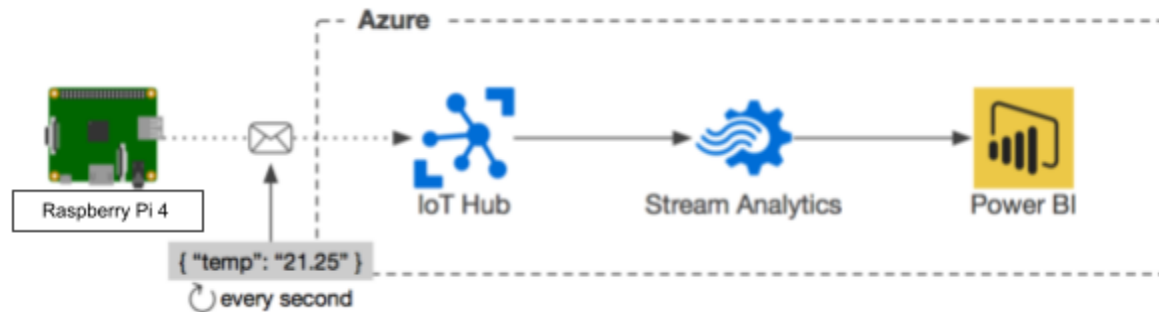 Azure
Raspberry Pi 4
IoT Hub
Stream Analytics
Power BI
{ “temp”: “21.25” }
every second